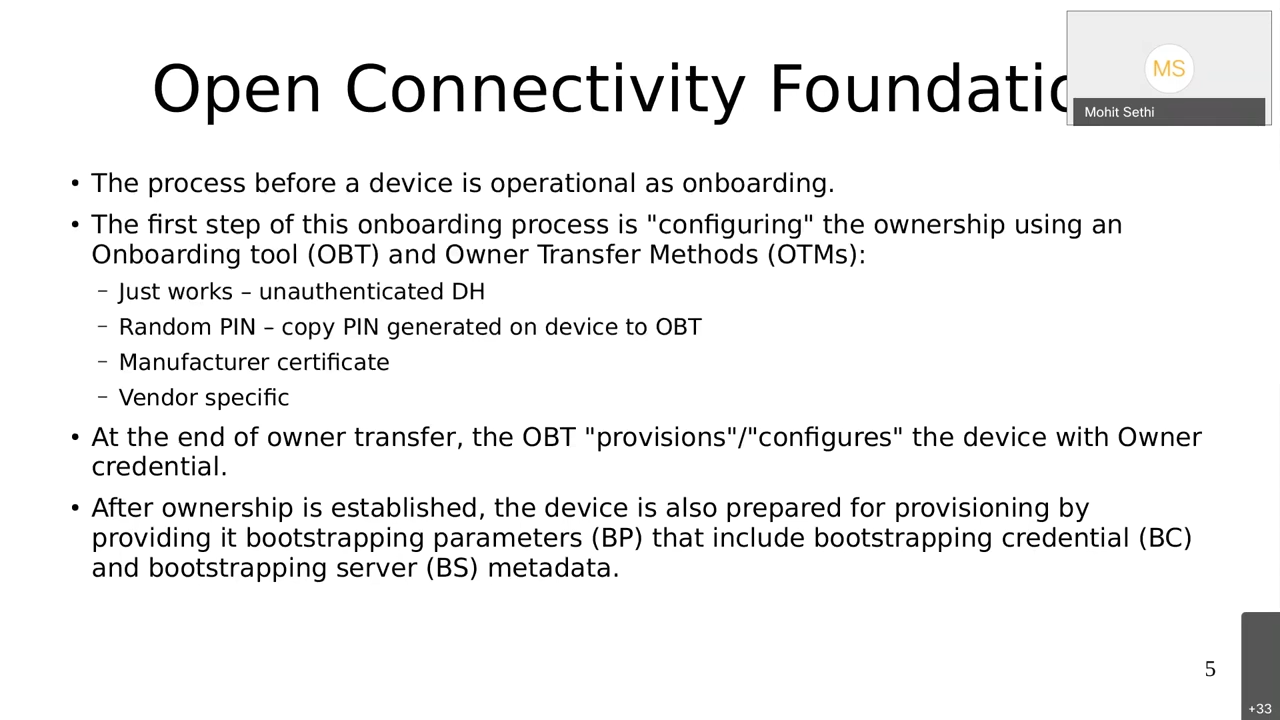 Open Connectivity Foundatio
MS
Mohit Sethi
• The process before a device is operational as onboarding.
• The first step of this onboarding process is "configuring" the ownership using an
Onboarding tool (OBT) and Owner Transfer Methods (OTMs):
– Just works – unauthenticated DH
– Random PIN – copy PIN generated on device to OBT
– Manufacturer certificate
– Vendor specific
• At the end of owner transfer, the OBT "provisions"/"configures" the device with Owner
credential.
• After ownership is established, the device is also prepared for provisioning by
providing it bootstrapping parameters (BP) that include bootstrapping credential (BC)
and bootstrapping server (BS) metadata.
5
+33